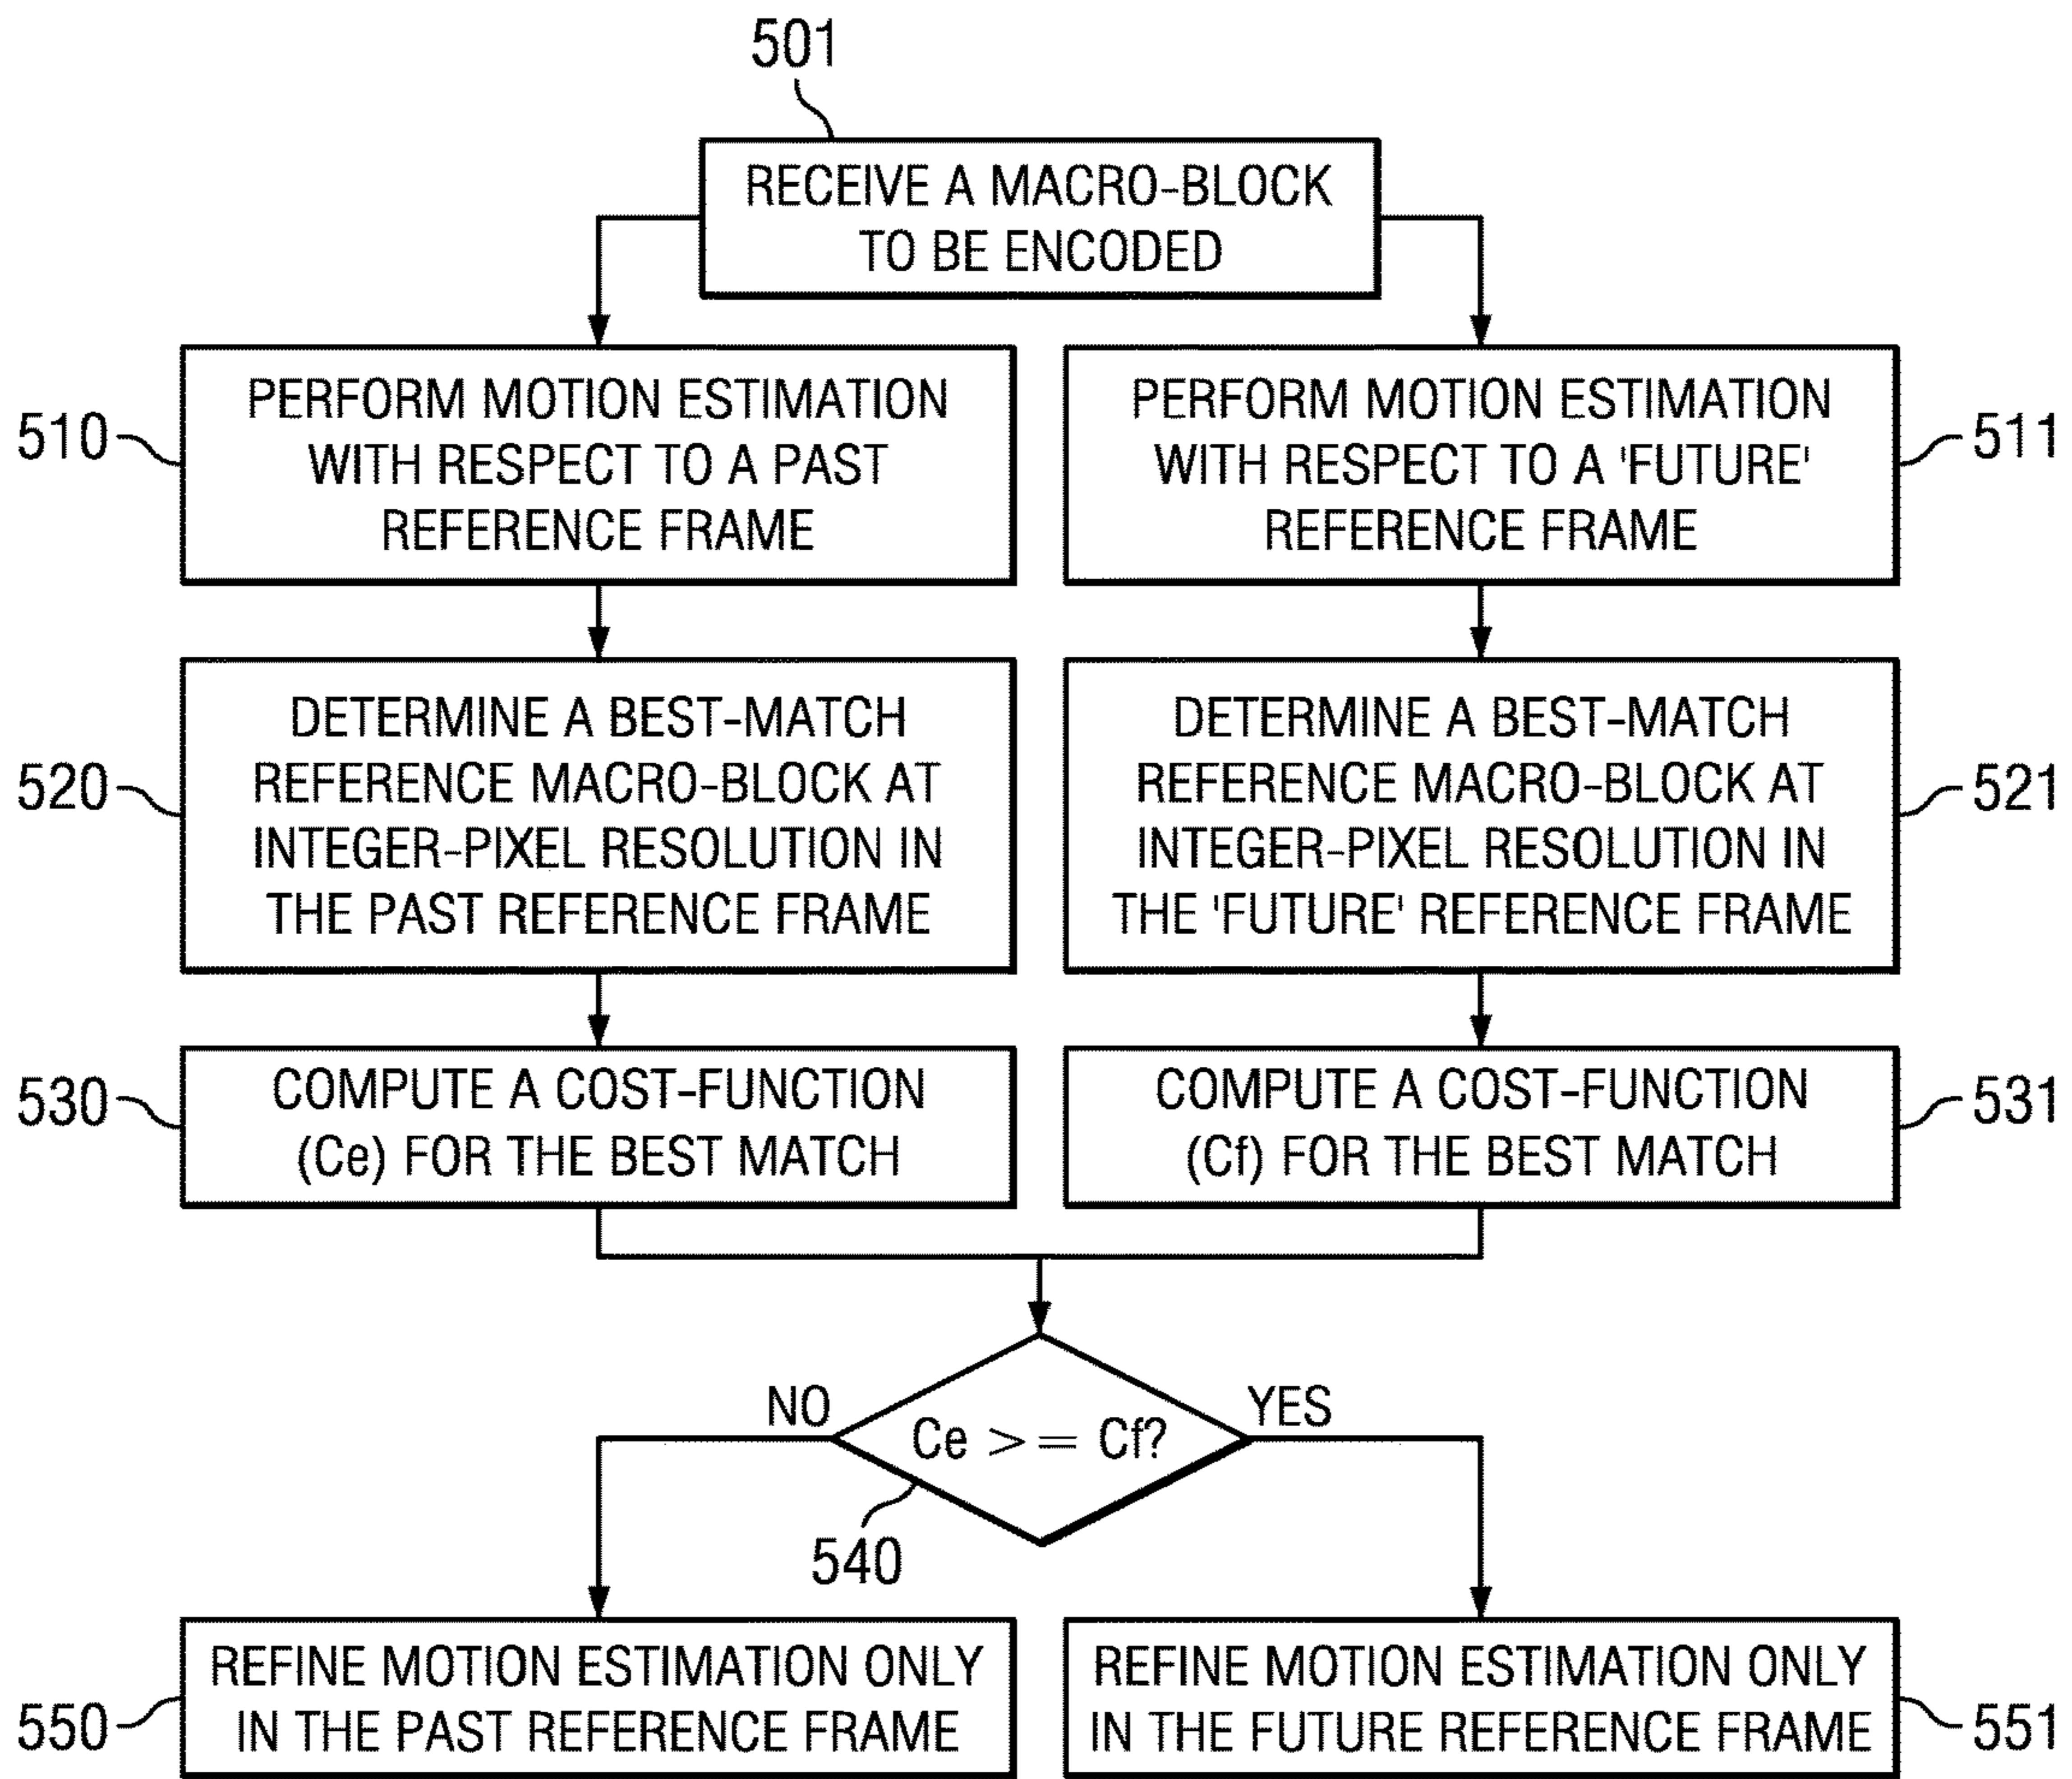 501
RECEIVE A MACRO-BLOCK
TO BE ENCODED
510
PERFORM MOTION ESTIMATION
WITH RESPECT TO A PAST
REFERENCE FRAME
PERFORM MOTION ESTIMATION
WITH RESPECT TO A 'FUTURE'
REFERENCE FRAME
511
520
DETERMINE A BEST-MATCH
REFERENCE MACRO-BLOCK AT
INTEGER-PIXEL RESOLUTION IN
THE PAST REFERENCE FRAME
DETERMINE A BEST-MATCH
REFERENCE MACRO-BLOCK AT
INTEGER-PIXEL RESOLUTION IN
THE 'FUTURE' REFERENCE FRAME
521
530
COMPUTE A COST-FUNCTION
(Ce) FOR THE BEST MATCH
COMPUTE A COST-FUNCTION
(Cf) FOR THE BEST MATCH
531
NO
Ce >= Cf?
YES
540
550
REFINE MOTION ESTIMATION ONLY
IN THE PAST REFERENCE FRAME
REFINE MOTION ESTIMATION ONLY
IN THE FUTURE REFERENCE FRAME
551